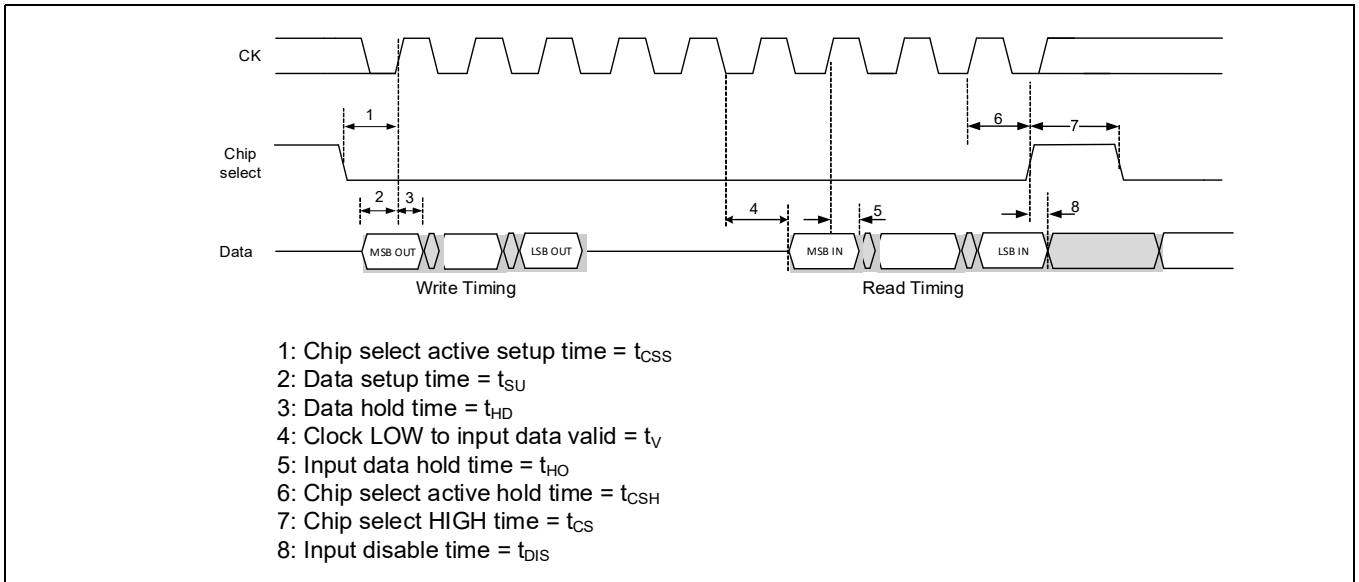 CK
1
6
7
Chip
select
2
3
4
5
8
Data
MSB OUT
LSB OUT
MSB IN
LSB IN
Write Timing
Read Timing
1: Chip select active setup time = tCSS
2: Data setup time = tSU
3: Data hold time = tHD
4: Clock LOW to input data valid = tV
5: Input data hold time = tHO
6: Chip select active hold time = tCSH
7: Chip select HIGH time = tCS
8: Input disable time = tDIS